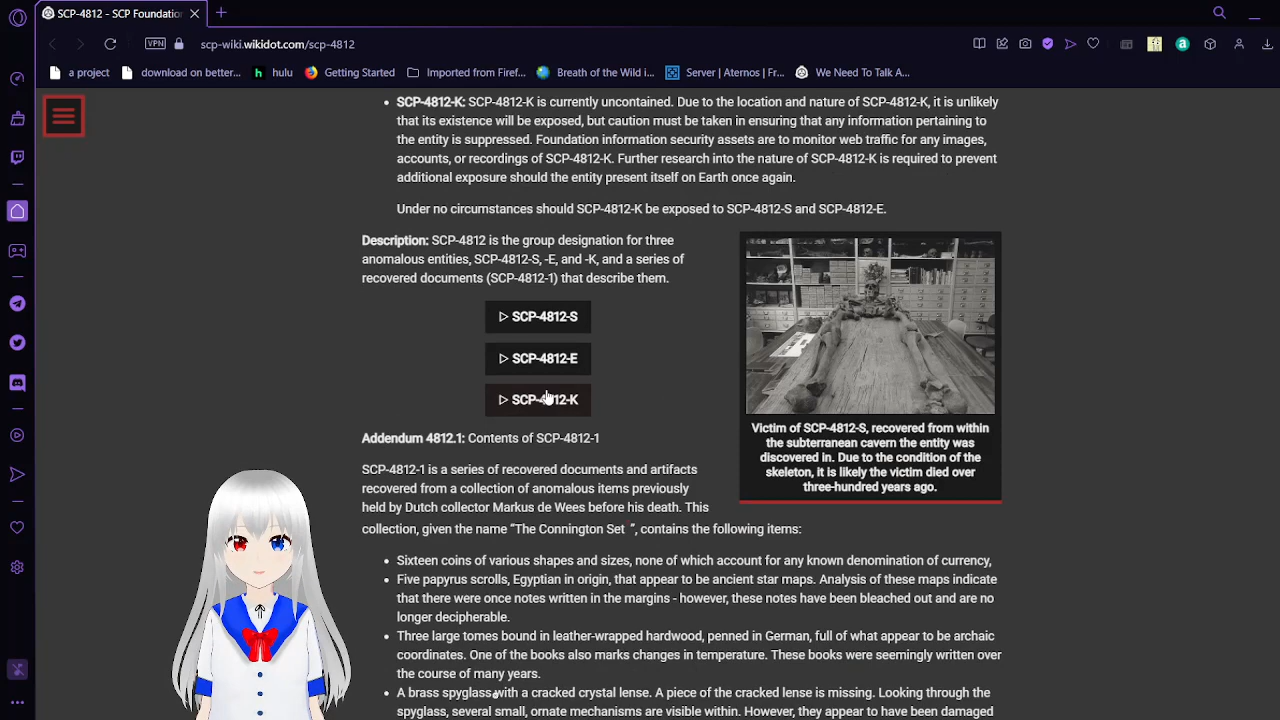 SCP-4812 - SCP Foundation
scp-wiki.wikidot.com/scp-4812
VPN
a project
download on better...
hulu
Getting Started
Imported from Firef...
Breath of the Wild i...
Server | Aternos | Fr...
We Need To Talk A...
SCP-4812-K: SCP-4812-K is currently uncontained. Due to the location and nature of SCP-4812-K, it is unlikely
that its existence will be exposed, but caution must be taken in ensuring that any information pertaining to
the entity is suppressed. Foundation information security assets are to monitor web traffic for any images,
accounts, or recordings of SCP-4812-K. Further research into the nature of SCP-4812-K is required to prevent
additional exposure should the entity present itself on Earth once again.
Under no circumstances should SCP-4812-K be exposed to SCP-4812-S and SCP-4812-E.
Description: SCP-4812 is the group designation for three
anomalous entities, SCP-4812-S, -E, and -K, and a series of
recovered documents (SCP-4812-1) that describe them.
▷ SCP-4812-S
▷ SCP-4812-E
▷ SCP-4812-K
Victim of SCP-4812-S, recovered from within
the subterranean cavern the entity was
discovered in. Due to the condition of the
skeleton, it is likely the victim died over
three-hundred years ago.
Addendum 4812.1: Contents of SCP-4812-1
SCP-4812-1 is a series of recovered documents and artifacts
recovered from a collection of anomalous items previously
held by Dutch collector Markus de Wees before his death. This
collection, given the name “The Connington Set ”, contains the following items:
Sixteen coins of various shapes and sizes, none of which account for any known denomination of currency,
Five papyrus scrolls, Egyptian in origin, that appear to be ancient star maps. Analysis of these maps indicate
that there were once notes written in the margins - however, these notes have been bleached out and are no
longer decipherable.
Three large tomes bound in leather-wrapped hardwood, penned in German, full of what appear to be archaic
coordinates. One of the books also marks changes in temperature. These books were seemingly written over
the course of many years.
A brass spyglass with a cracked crystal lense. A piece of the cracked lense is missing. Looking through the
spyglass, several small, ornate mechanisms are visible within. However, they appear to have been damaged